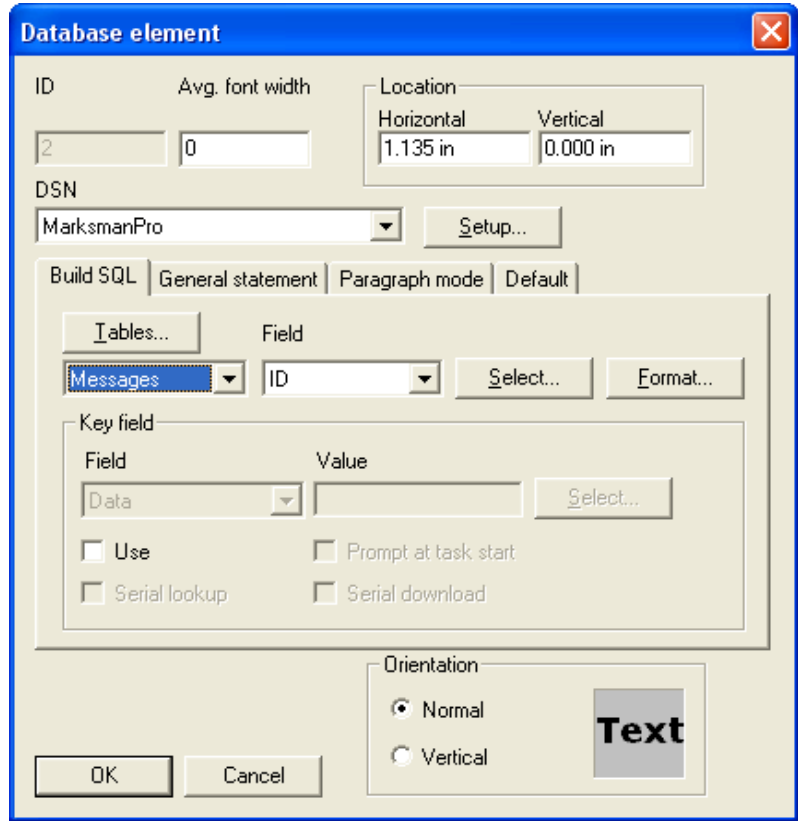 Database element
ID Avg. font width Location
Horizontal Vertical
2 0 1.135 in 0.000 in
DSN
MarksmanPro Setup...
Build SQL General statement Paragraph mode Default
Tables... Field
Messages ID Select... Format...
Key field
Field Value
Data Select...
Use Prompt at task start
Serial lookup Serial download
Orientation
Normal
Text
Vertical
OK Cancel